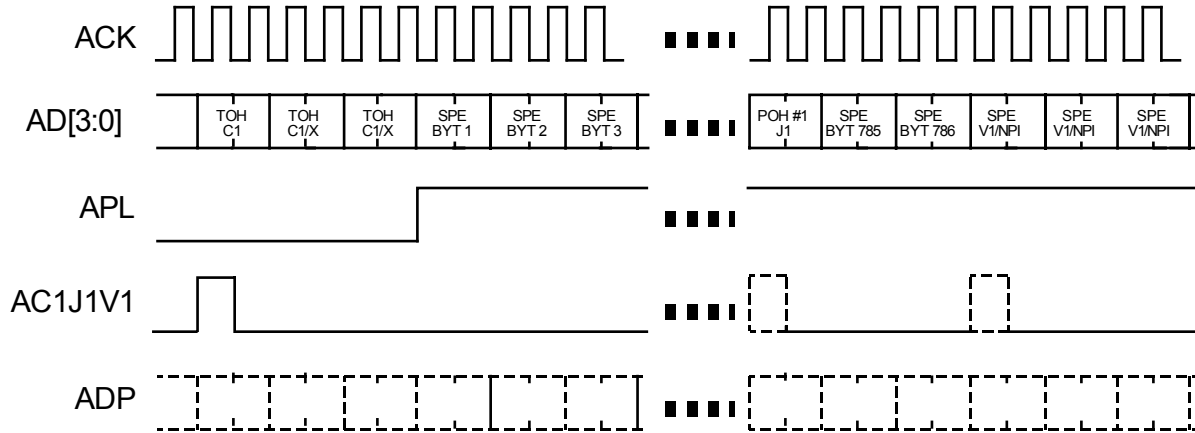 ACK
AD[3:0]
TOH C1
TOH C1/X
TOH C1/X
SPE BYT 1
SPE BYT 2
SPE BYT 3
POH #1 J1
SPE BYT 785
SPE BYT 786
SPE V1/NPI
SPE V1/NPI
SPE V1/NPI
APL
AC1J1V1
ADP